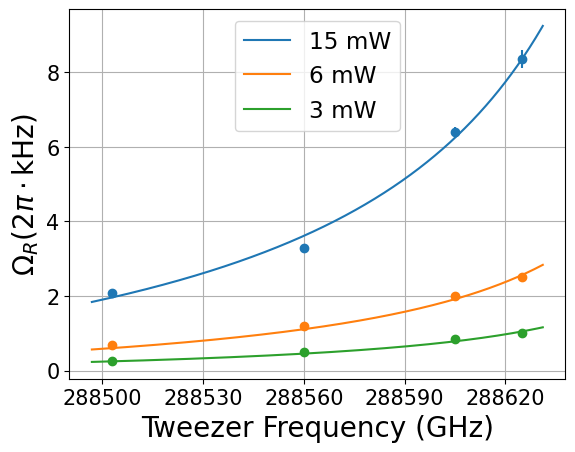 15 mW
6 mW
3 mW
Ω_R(2π · kHz)
8
6
4
2
0
288500 288530 288560 288590 288620
Tweezer Frequency (GHz)